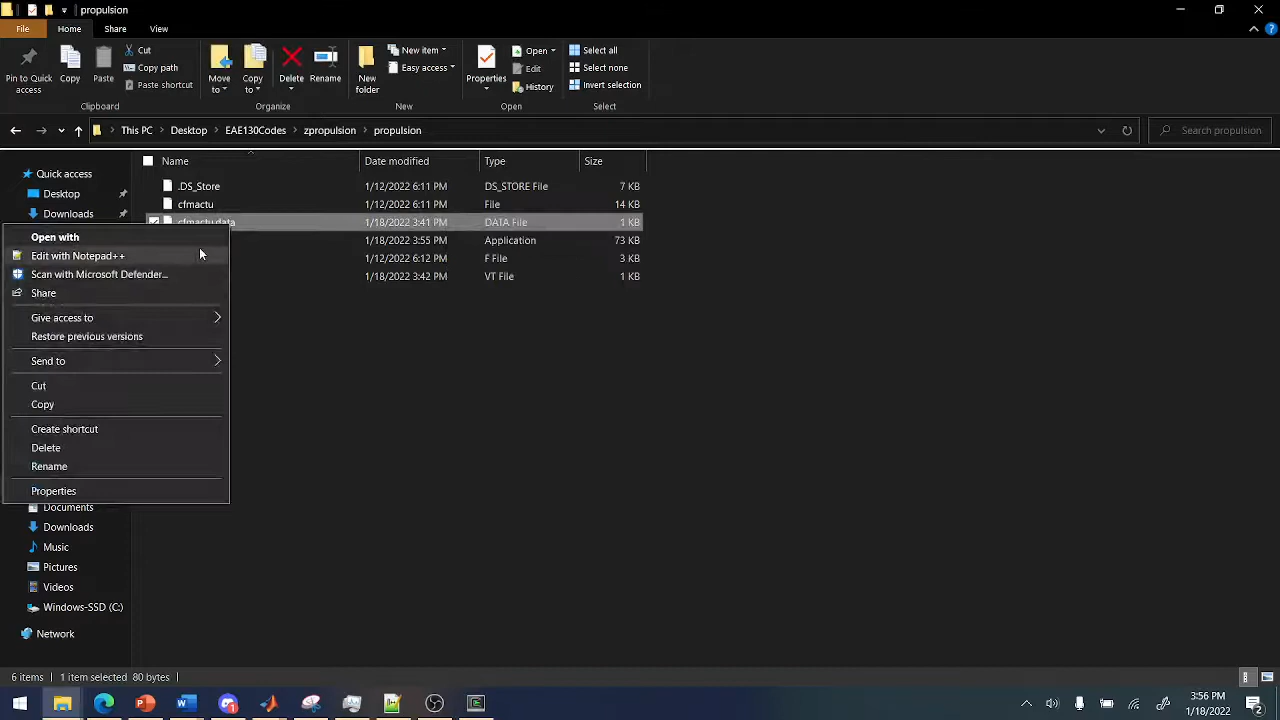 propulsion
File
Home
Share
View
Pin to Quick access
Copy
Paste
Cut
Copy path
Paste shortcut
Clipboard
Move to
Copy to
Delete
Rename
Organize
New folder
New item
Easy access
New
Properties
Open
Edit
History
Open
Select all
Select none
Invert selection
Select
This PC > Desktop > EAE130Codes > zpropulsion > propulsion
Search propulsion
Name Date modified Type Size
.DS_Store 1/12/2022 6:11 PM DS_STORE File 7 KB
cfmactu 1/12/2022 6:11 PM File 14 KB
cfmactu.data 1/18/2022 3:41 PM DATA File 1 KB
1/18/2022 3:55 PM Application 73 KB
1/12/2022 6:12 PM F File 3 KB
1/18/2022 3:42 PM VT File 1 KB
Quick access
Desktop
Downloads
Open with
Edit with Notepad++
Scan with Microsoft Defender...
Share
Give access to
Restore previous versions
Send to
Cut
Copy
Create shortcut
Delete
Rename
Properties
Documents
Downloads
Music
Pictures
Videos
Windows-SSD (C:)
Network
6 items
1 item selected 80 bytes
3:56 PM
1/18/2022
2